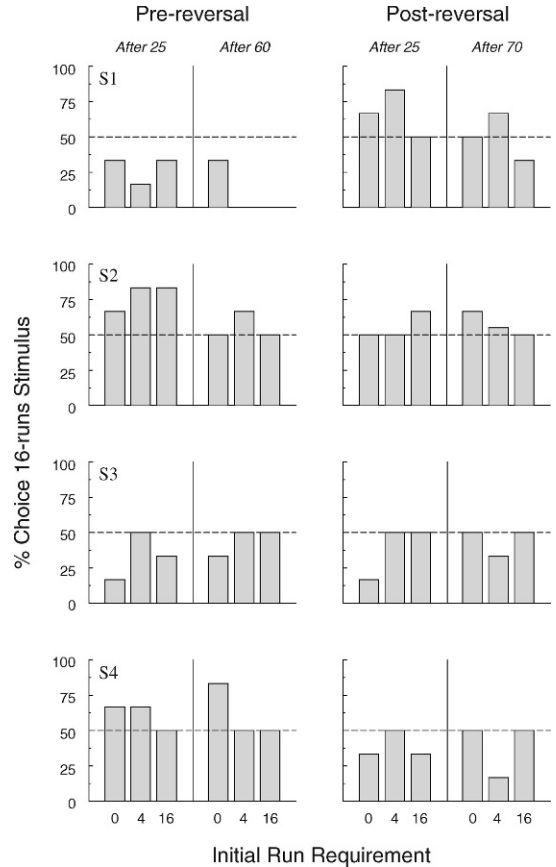 Pre-reversal Post-reversal
After 25 After 60 After 25 After 70
% Choice 16-runs Stimulus
S1
100
75
50
25
0
S2
100
75
50
25
0
S3
100
75
50
25
0
S4
100
75
50
25
0
0 4 16 0 4 16 0 4 16 0 4 16
Initial Run Requirement